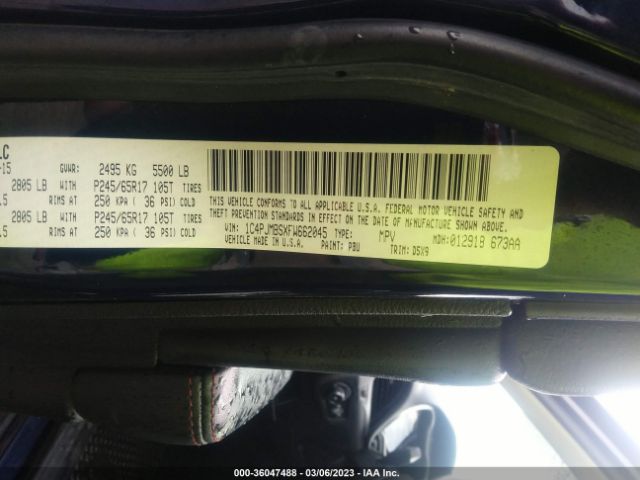 LC
-15 GVWR: 2495 KG 5500 LB
2805 LB WITH P245/65R17 105T TIRES
.5 RIMS AT 250 KPA ( 36 PSI) COLD
2805 LB WITH P245/65R17 105T TIRES
.5 RIMS AT 250 KPA ( 36 PSI) COLD
THIS VEHICLE CONFORMS TO ALL APPLICABLE U.S.A. FEDERAL MOTOR VEHICLE SAFETY AND
THEFT PREVENTION STANDARDS IN EFFECT ON THE DATE OF MANUFACTURE SHOWN ABOVE.
VIN: 1C4PJMBSXFW662045 TYPE: MPV MDH:012918 673AA
VEHICLE MADE IN U.S.A. PAINT: PBU TRIM: D5X9
000-36047488 - 03/06/2023 - IAA Inc.